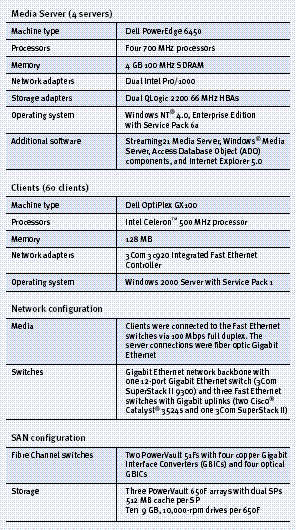 Media Server (4 servers)
Machine type Dell PowerEdge 6450
Processors Four 700 MHz processors
Memory 4 GB 100 MHz SDRAM
Network adapters Dual Intel Pro/1000
Storage adapters Dual QLogic 2200 66 MHz HBAs
Operating system Windows NT® 4.0, Enterprise Edition
with Service Pack 6a
Additional software Streaming21 Media Server, Windows® Media
Server, Access Database Object (ADO)
components, and Internet Explorer 5.0
Clients (60 clients)
Machine type Dell OptiPlex GX100
Processors Intel Celeron™ 500 MHz processor
Memory 128 MB
Network adapters 3Com 3c920 Integrated Fast Ethernet
Controller
Operating system Windows 2000 Server with Service Pack 1
Network configuration
Media Clients were connected to the Fast Ethernet
switches via 100 Mbps full duplex. The
server connections were fiber optic Gigabit
Ethernet
Switches Gigabit Ethernet network backbone with
one 12-port Gigabit Ethernet switch (3Com
SuperStack II 9300) and three Fast Ethernet
switches with Gigabit uplinks (two Cisco®
Catalyst® 3524s and one 3Com SuperStack II)
SAN configuration
Fibre Channel switches Two PowerVault 51Fs with four copper Gigabit
Interface Converters (GBICs) and four optical
GBICs
Storage Three PowerVault 650F arrays with dual SPs
512 MB cache per SP
Ten 9 GB, 10,000-rpm drives per 650F